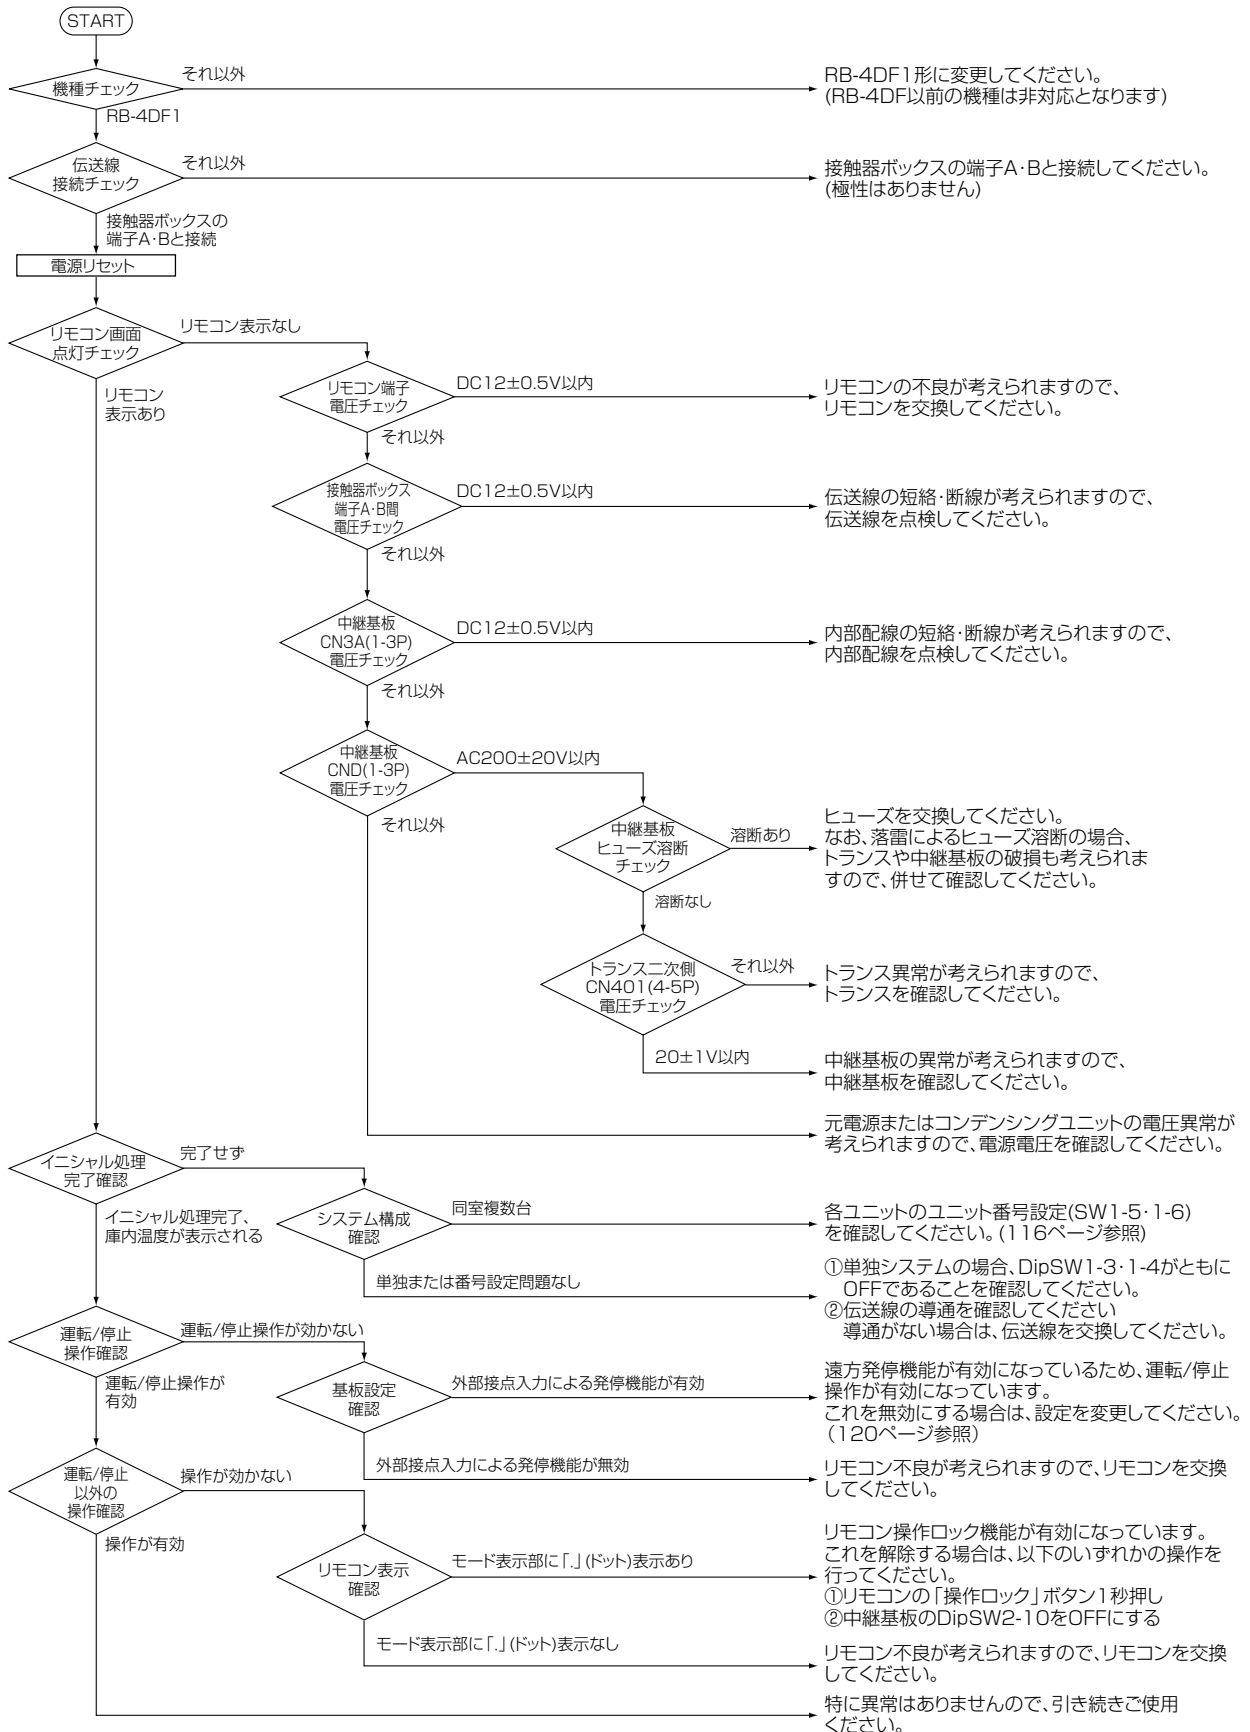 START
機種チェック
それ以外
RB-4DF1形に変更してください。
(RB-4DF以前の機種は非対応となります)
RB-4DF1
伝送線
接続チェック
それ以外
接触器ボックスの端子A・Bと接続してください。
(極性はありません)
接触器ボックスの
端子A・Bと接続
電源リセット
リモコン画面
点灯チェック
リモコン表示なし
リモコン
表示あり
リモコン端子
電圧チェック
DC12±0.5V以内
リモコンの不良が考えられますので、
リモコンを交換してください。
それ以外
接触器ボックス
端子A・B間
電圧チェック
DC12±0.5V以内
伝送線の短絡・断線が考えられますので、
伝送線を点検してください。
それ以外
中継基板
CN3A(1-3P)
電圧チェック
DC12±0.5V以内
内部配線の短絡・断線が考えられますので、
内部配線を点検してください。
それ以外
中継基板
CND(1-3P)
電圧チェック
AC200±20V以内
それ以外
中継基板
ヒューズ溶断
チェック
溶断あり
ヒューズを交換してください。
なお、落雷によるヒューズ溶断の場合、
トランスや中継基板の破損も考えられま
すので、併せて確認してください。
溶断なし
トランス二次側
CN401(4-5P)
電圧チェック
それ以外
トランス異常が考えられますので、
トランスを確認してください。
20±1V以内
中継基板の異常が考えられますので、
中継基板を確認してください。
元電源またはコンデンシングユニットの電圧異常が
考えられますので、電源電圧を確認してください。
イニシャル処理
完了確認
完了せず
イニシャル処理完了、
庫内温度が表示される
システム構成
確認
同室複数台
各ユニットのユニット番号設定(SW1-5・1-6)
を確認してください。(116ページ参照)
単独または番号設定問題なし
①単独システムの場合、DipSW1-3・1-4がともに
OFFであることを確認してください。
②伝送線の導通を確認してください
導通がない場合は、伝送線を交換してください。
運転/停止
操作確認
運転/停止操作が効かない
運転/停止操作が
有効
基板設定
確認
外部接点入力による発停機能が有効
遠方発停機能が有効になっているため、運転/停止
操作が有効になっています。
これを無効にする場合は、設定を変更してください。
(120ページ参照)
外部接点入力による発停機能が無効
リモコン不良が考えられますので、リモコンを交換
してください。
運転/停止
以外の
操作確認
操作が効かない
操作が有効
リモコン表示
確認
モード表示部に「.」(ドット)表示あり
リモコン操作ロック機能が有効になっています。
これを解除する場合は、以下のいずれかの操作を
行ってください。
①リモコンの「操作ロック」ボタン1秒押し
②中継基板のDipSW2-10をOFFにする
モード表示部に「.」(ドット)表示なし
リモコン不良が考えられますので、リモコンを交換
してください。
特に異常はありませんので、引き続きご使用
ください。